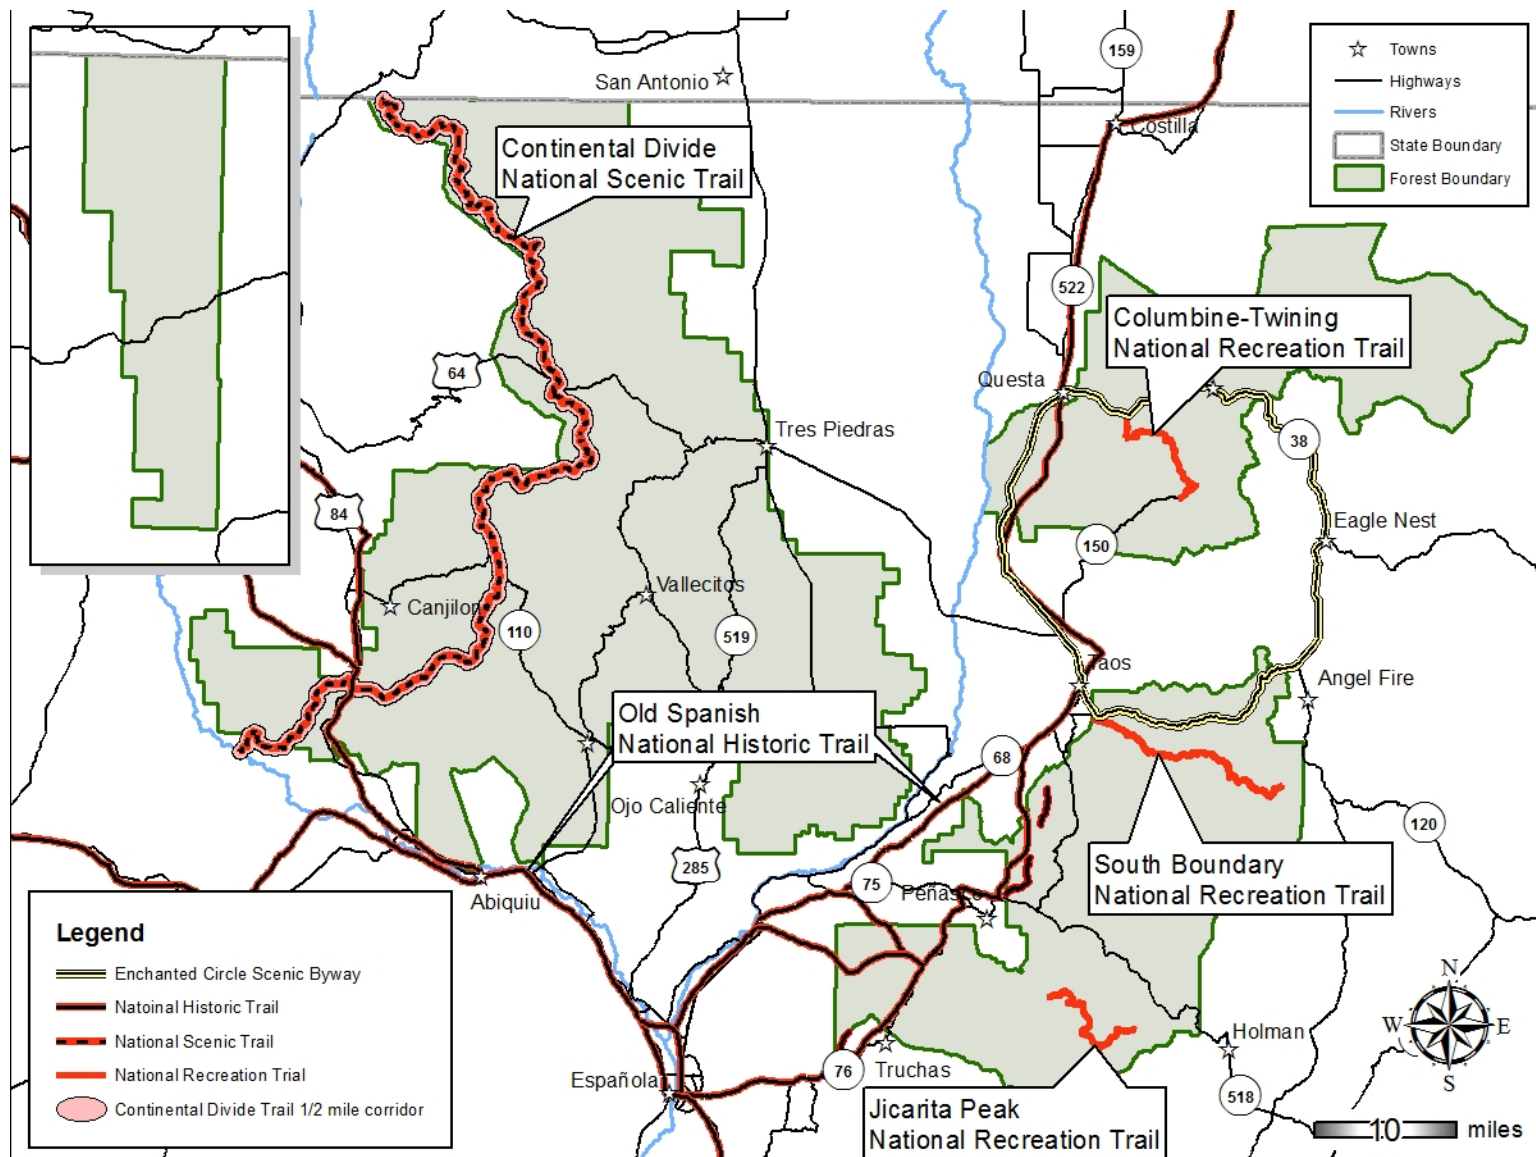 159
San Antonio
Towns
Highways
Rivers
State Boundary
Forest Boundary
Costilla
Continental Divide
National Scenic Trail
522
Columbine-Twining
National Recreation Trail
64
Questa
Tres Piedras
38
84
Eagle Nest
150
Canjilon
Vallecitos
110
519
Taos
Angel Fire
Old Spanish
National Historic Trail
68
Ojo Caliente
120
285
75
Peñasco
South Boundary
National Recreation Trail
Abiquiu
Legend
Enchanted Circle Scenic Byway
Natoinal Historic Trail
National Scenic Trail
National Recreation Trial
Continental Divide Trail 1/2 mile corridor
N
W
E
S
Holman
Española
76
Truchas
518
Jicarita Peak
National Recreation Trail
10
miles